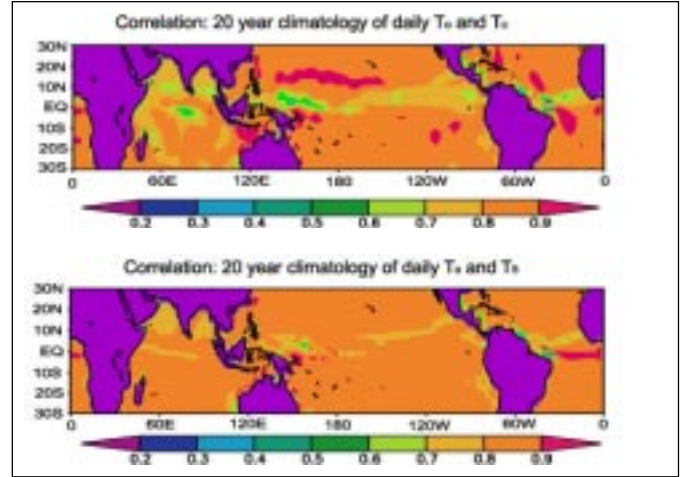 Correlation: 20 year climatology of daily Tₑ and Tₛ
30N
20N
10N
EQ
10S
20S
30S
0 60E 120E 180 120W 60W 0
0.2 0.3 0.4 0.5 0.6 0.7 0.8 0.9
Correlation: 20 year climatology of daily Tₐ and Tₛ
30N
20N
10N
EQ
10S
20S
30S
0 60E 120E 180 120W 60W 0
0.2 0.3 0.4 0.5 0.6 0.7 0.8 0.9